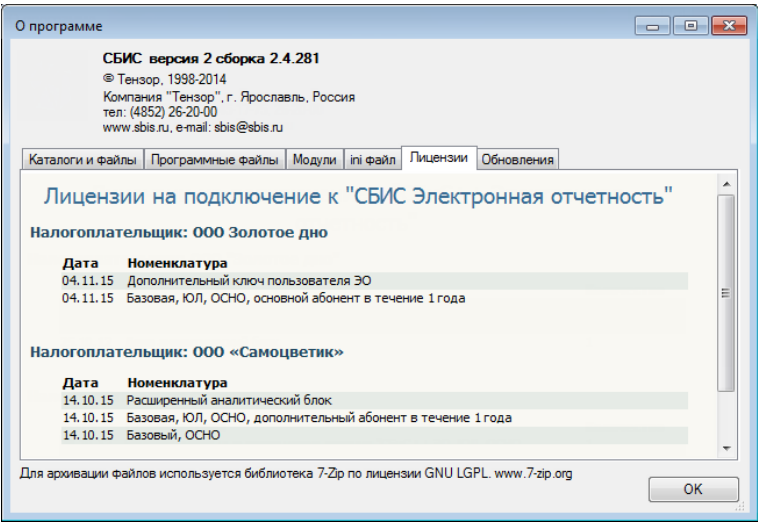 О программе
СБИС версия 2 сборка 2.4.281
© Тензор, 1998-2014
Компания "Тензор", г. Ярославль, Россия
тел: (4852) 26-20-00
www.sbis.ru, e-mail: sbis@sbis.ru
Каталоги и файлы Программные файлы Модули ini файл Лицензии Обновления
Лицензии на подключение к "СБИС Электронная отчетность"
Налогоплательщик: ООО Золотое дно
Дата Номенклатура
04.11.15 Дополнительный ключ пользователя ЭО
04.11.15 Базовая, ЮЛ, ОСНО, основной абонент в течение 1 года
Налогоплательщик: ООО «Самоцветик»
Дата Номенклатура
14.10.15 Расширенный аналитический блок
14.10.15 Базовая, ЮЛ, ОСНО, дополнительный абонент в течение 1 года
14.10.15 Базовый, ОСНО
Для архивации файлов используется библиотека 7-Zip по лицензии GNU LGPL. www.7-zip.org
OK